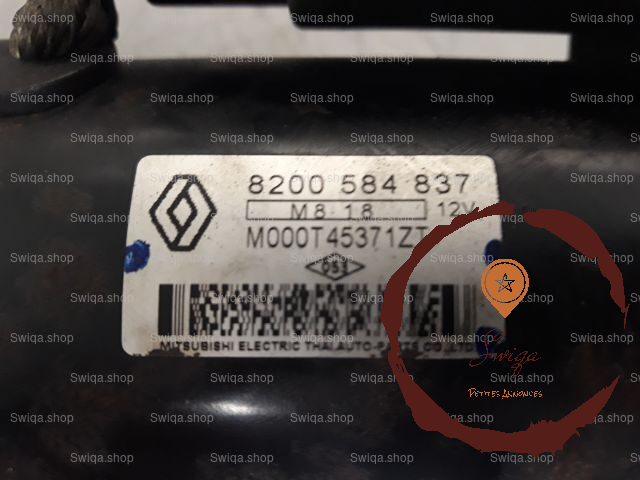 8200 584 837
M8 18 12V
M000T45371ZT
MITSUBISHI ELECTRIC THAI AUTO-PARTS CO.,LTD.
Swiqa
PETITES ANNONCES
Swiqa.shop